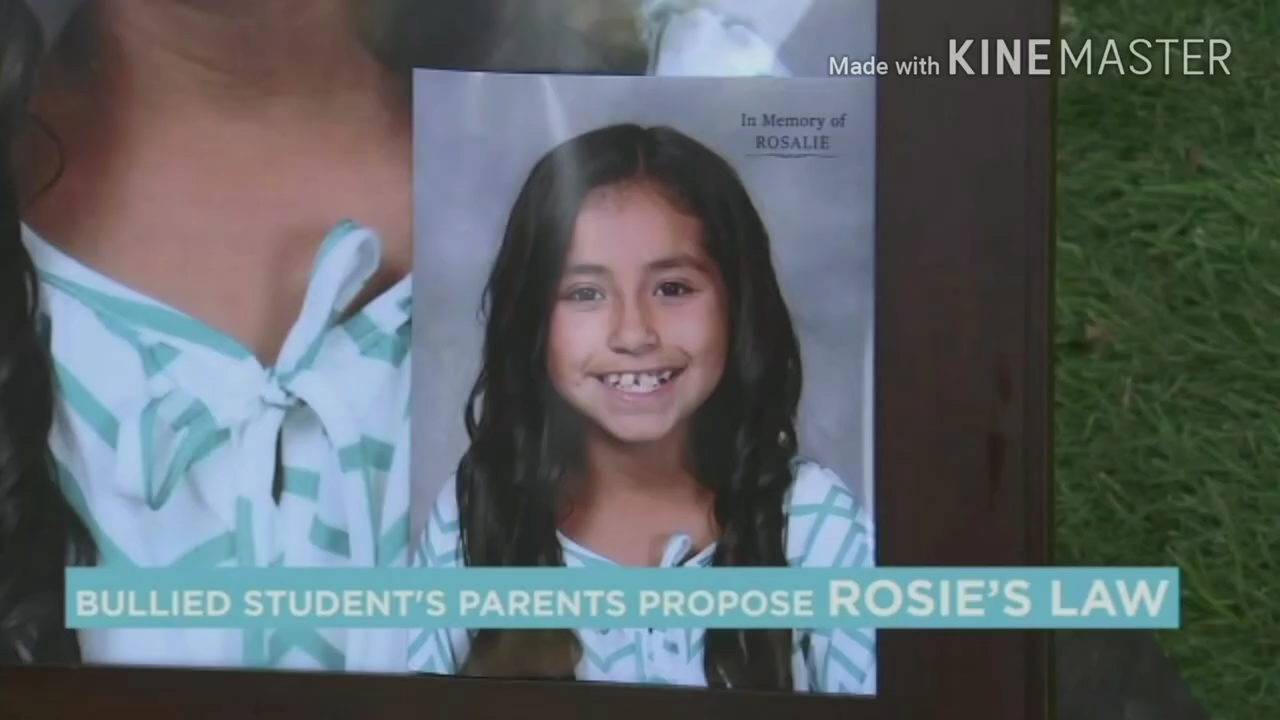 Made with KINEMASTER
In Memory of
ROSALIE
BULLIED STUDENT'S PARENTS PROPOSE ROSIE'S LAW